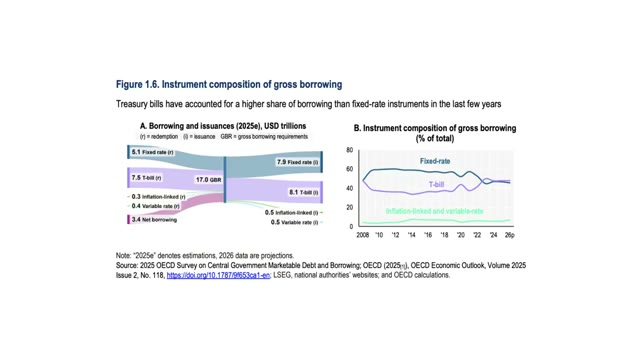 Figure 1.6. Instrument composition of gross borrowing
Treasury bills have accounted for a higher share of borrowing than fixed-rate instruments in the last few years
A. Borrowing and issuances (2025e), USD trillions
(r) = redemption (i) = issuance GBR = gross borrowing requirements
5.1 Fixed rate (r)
7.5 T-bill (r)
0.3 Inflation-linked (r)
0.4 Variable rate (r)
3.4 Net borrowing
17.0 GBR
7.9 Fixed rate (i)
8.1 T-bill (i)
0.5 Inflation-linked (i)
0.5 Variable rate (i)
B. Instrument composition of gross borrowing
(% of total)
80
60
40
20
0
Fixed-rate
T-bill
Inflation-linked and variable-rate
2008 '10 '12 '14 '16 '18 '20 '22 '24 26p
Note: "2025e" denotes estimations, 2026 data are projections.
Source: 2025 OECD Survey on Central Government Marketable Debt and Borrowing; OECD (2025[1]), OECD Economic Outlook, Volume 2025
Issue 2, No. 118, https://doi.org/10.1787/9f653ca1-en; LSEG, national authorities' websites; and OECD calculations.